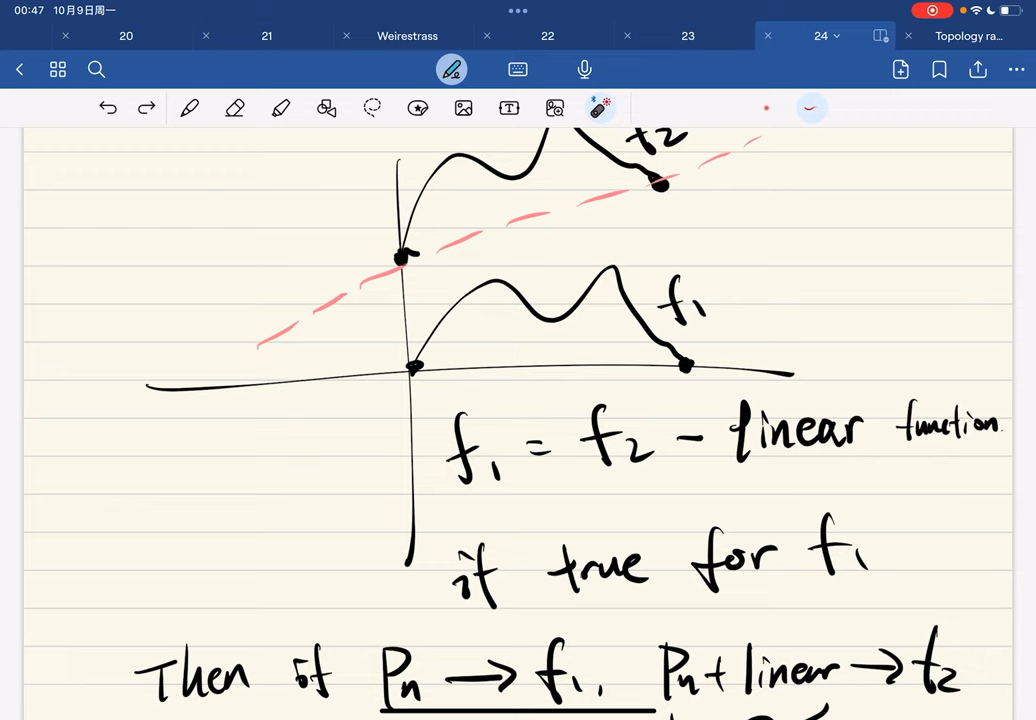 00:47 10月9日周一
20 21 Weirestrass 22 23 24 Topology ra...
f2
f1
f1 = f2 - linear function.
if true for f1
Then if Pn → f1, Pn + linear → f2